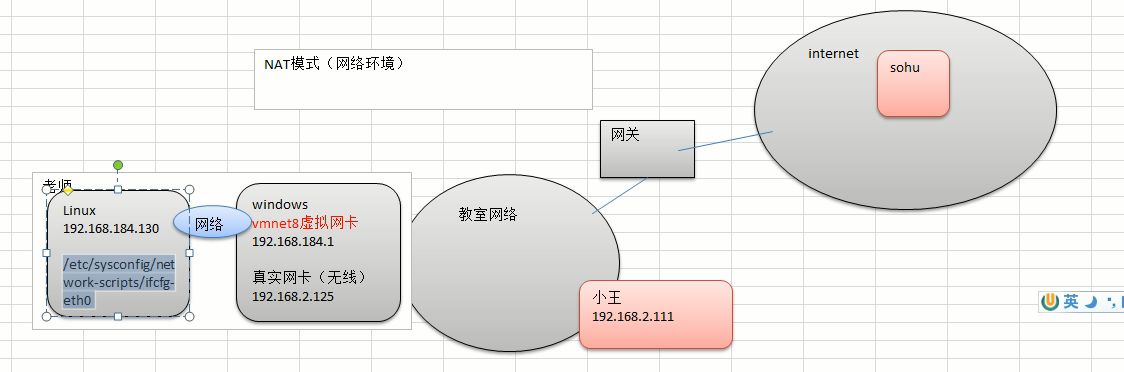 NAT模式（网络环境）
internet
sohu
网关
老师
Linux
192.168.184.130
/etc/sysconfig/net
work-scripts/ifcfg-
eth0
网络
windows
vmnet8虚拟网卡
192.168.184.1
真实网卡（无线）
192.168.2.125
教室网络
小王
192.168.2.111
英